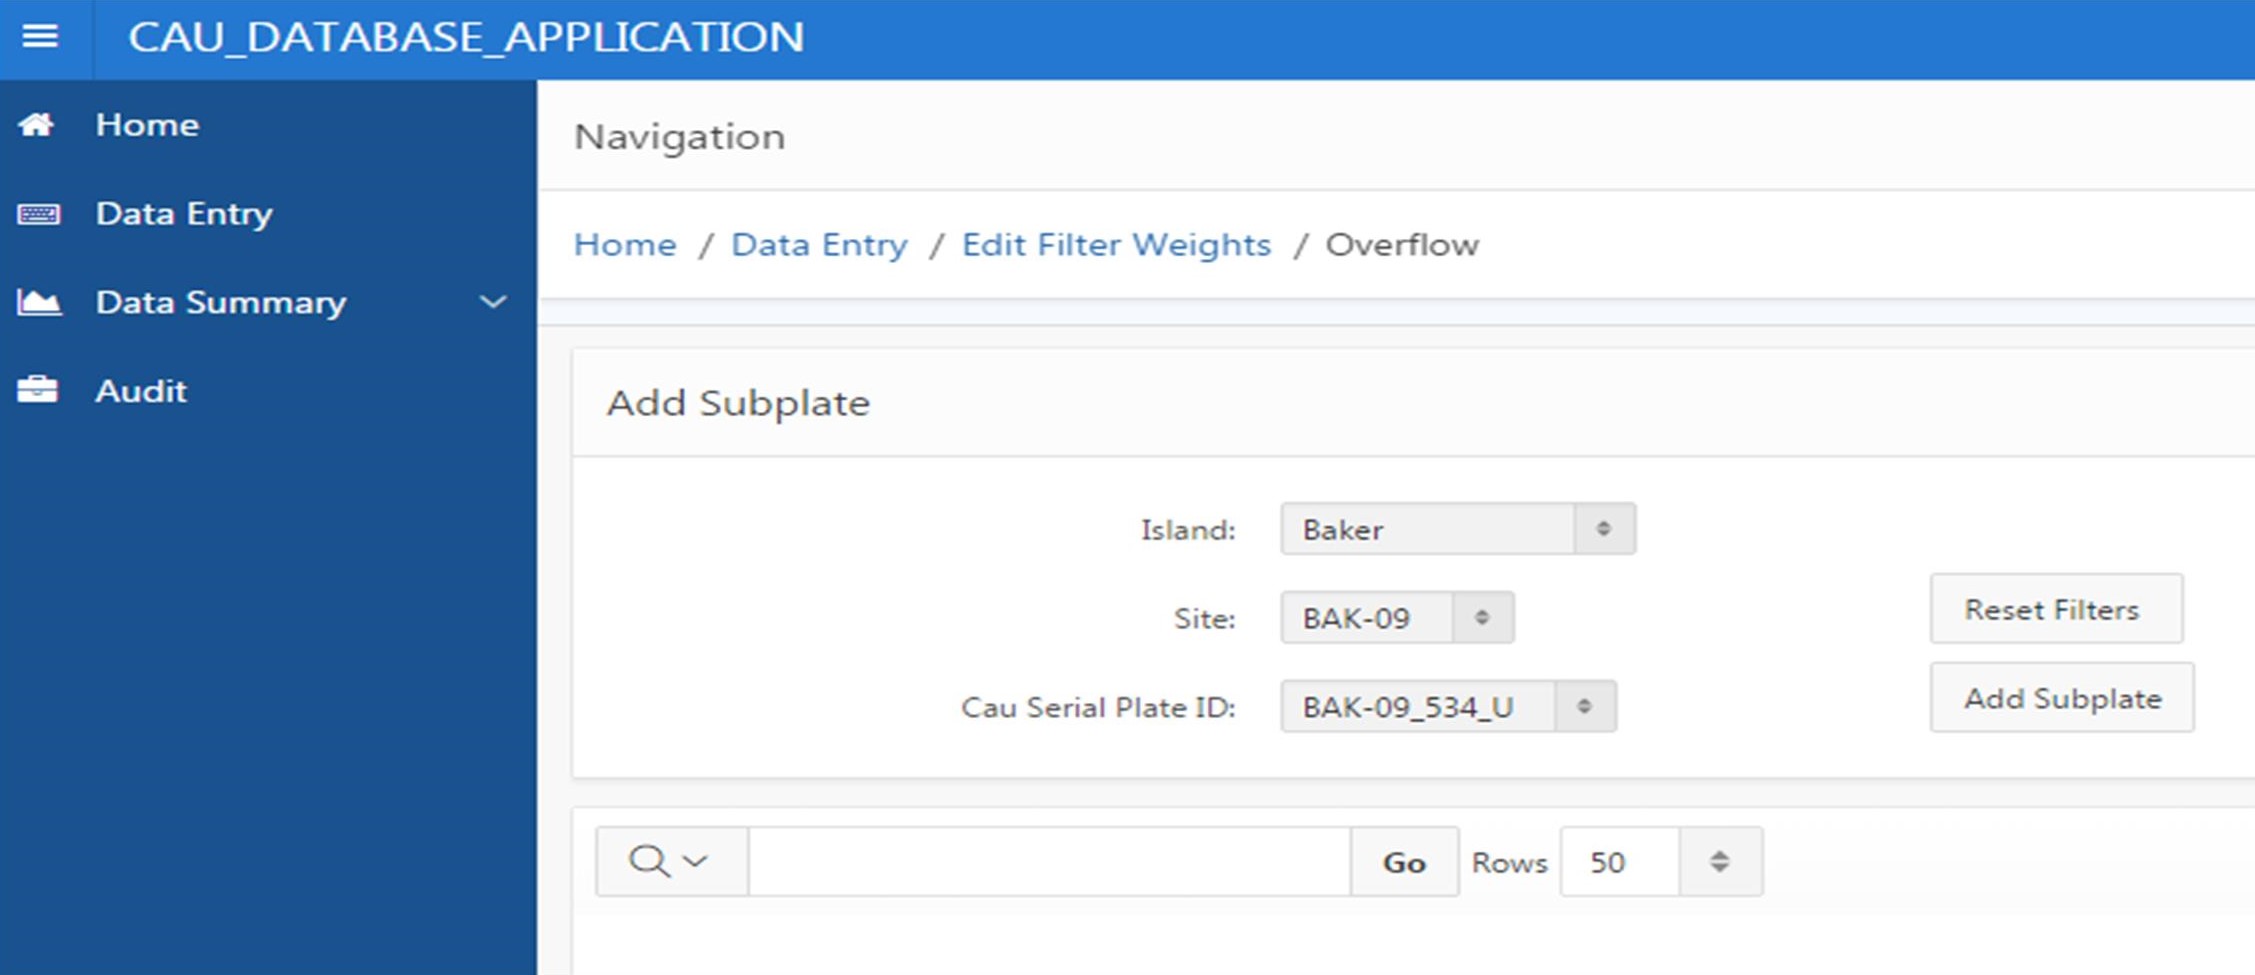 CAU_DATABASE_APPLICATION
Home
Data Entry
Data Summary
Audit
Navigation
Home / Data Entry / Edit Filter Weights / Overflow
Add Subplate
Island: Baker
Site: BAK-09
Reset Filters
Cau Serial Plate ID: BAK-09_534_U
Add Subplate
Go Rows 50